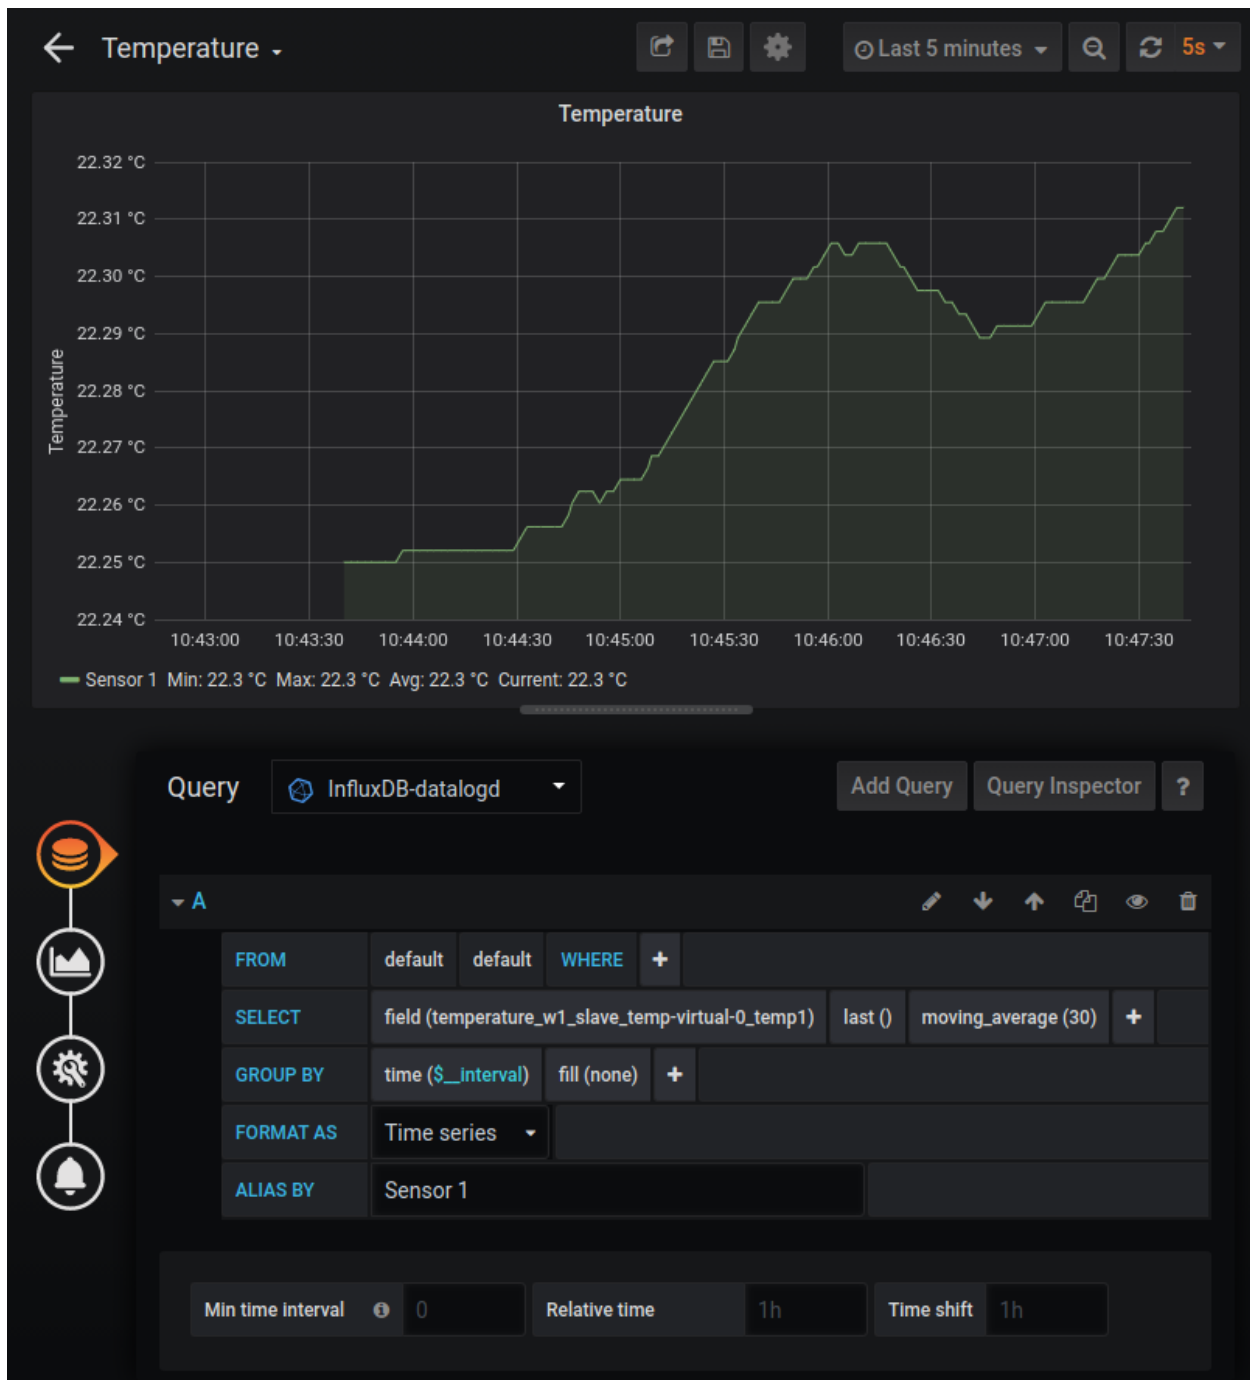 Temperature
Last 5 minutes
5s
Temperature
22.32 °C
22.31 °C
22.30 °C
22.29 °C
22.28 °C
22.27 °C
22.26 °C
22.25 °C
22.24 °C
Temperature
10:43:00 10:43:30 10:44:00 10:44:30 10:45:00 10:45:30 10:46:00 10:46:30 10:47:00 10:47:30
Sensor 1 Min: 22.3 °C Max: 22.3 °C Avg: 22.3 °C Current: 22.3 °C
Query InfluxDB-datalogd Add Query Query Inspector ?
A
FROM default default WHERE +
SELECT field (temperature_w1_slave_temp-virtual-0_temp1) last () moving_average (30) +
GROUP BY time ($__interval) fill (none) +
FORMAT AS Time series
ALIAS BY Sensor 1
Min time interval 0 Relative time 1h Time shift 1h